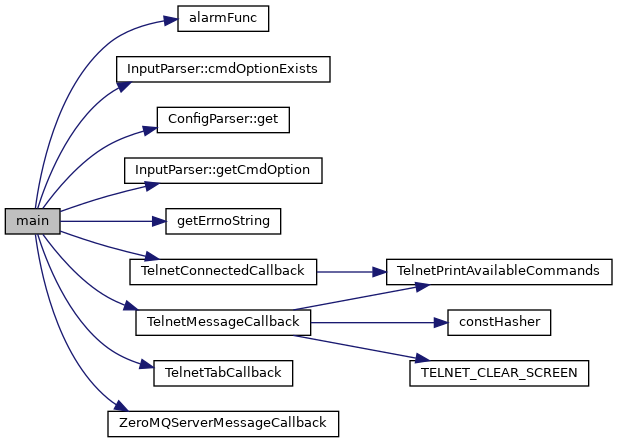 main
alarmFunc
InputParser::cmdOptionExists
ConfigParser::get
InputParser::getCmdOption
getErrnoString
TelnetConnectedCallback
TelnetMessageCallback
TelnetTabCallback
ZeroMQServerMessageCallback
TelnetPrintAvailableCommands
constHasher
TELNET_CLEAR_SCREEN